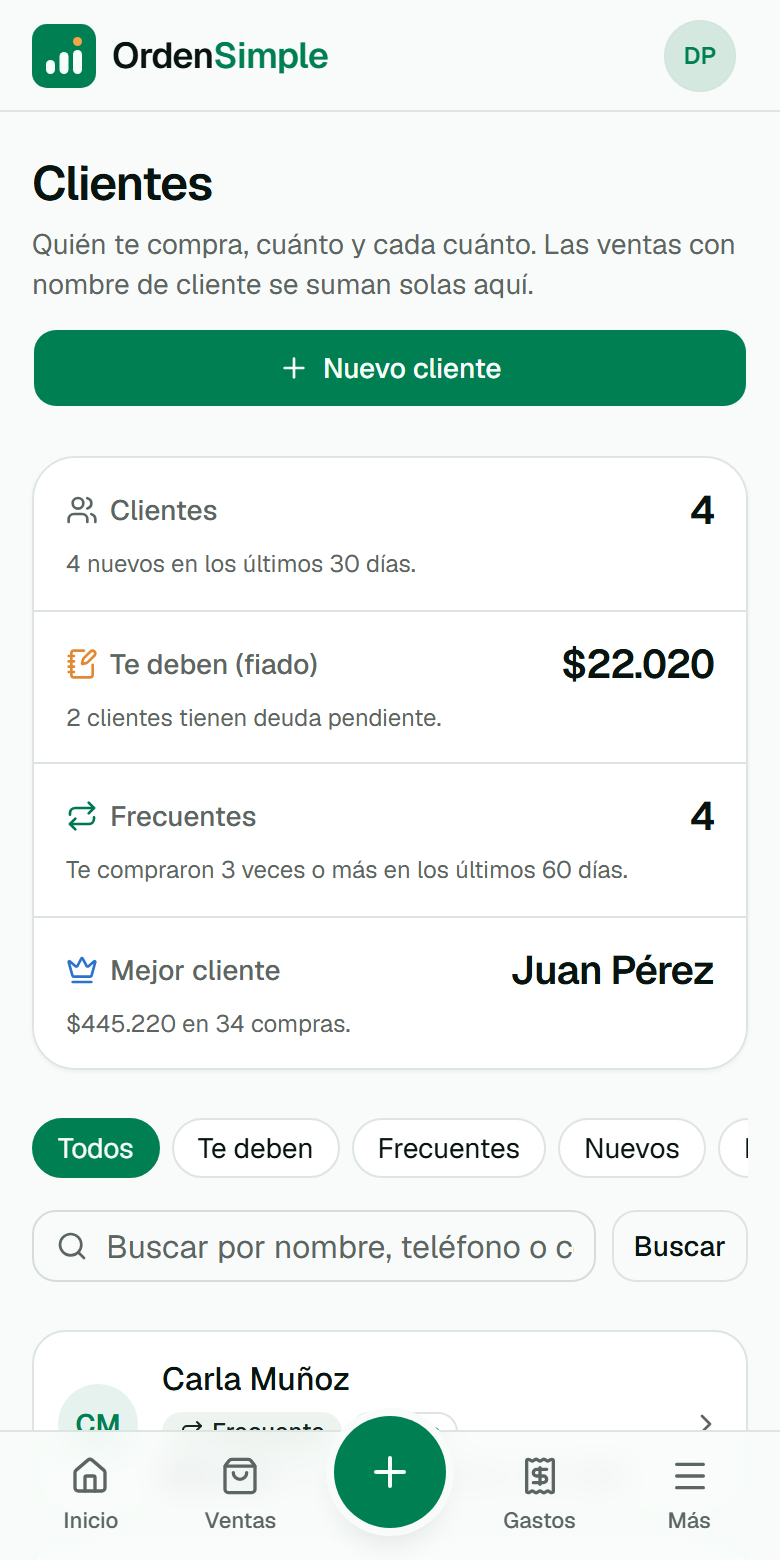 OrdenSimple
DP
Clientes
Quién te compra, cuánto y cada cuánto. Las ventas con
nombre de cliente se suman solas aquí.
+ Nuevo cliente
Clientes
4
4 nuevos en los últimos 30 días.
Te deben (fiado)
$22.020
2 clientes tienen deuda pendiente.
Frecuentes
4
Te compraron 3 veces o más en los últimos 60 días.
Mejor cliente
Juan Pérez
$445.220 en 34 compras.
Todos
Te deben
Frecuentes
Nuevos
Buscar por nombre, teléfono o c
Buscar
Carla Muñoz
CM
Frecuente
Inicio
Ventas
Gastos
Más